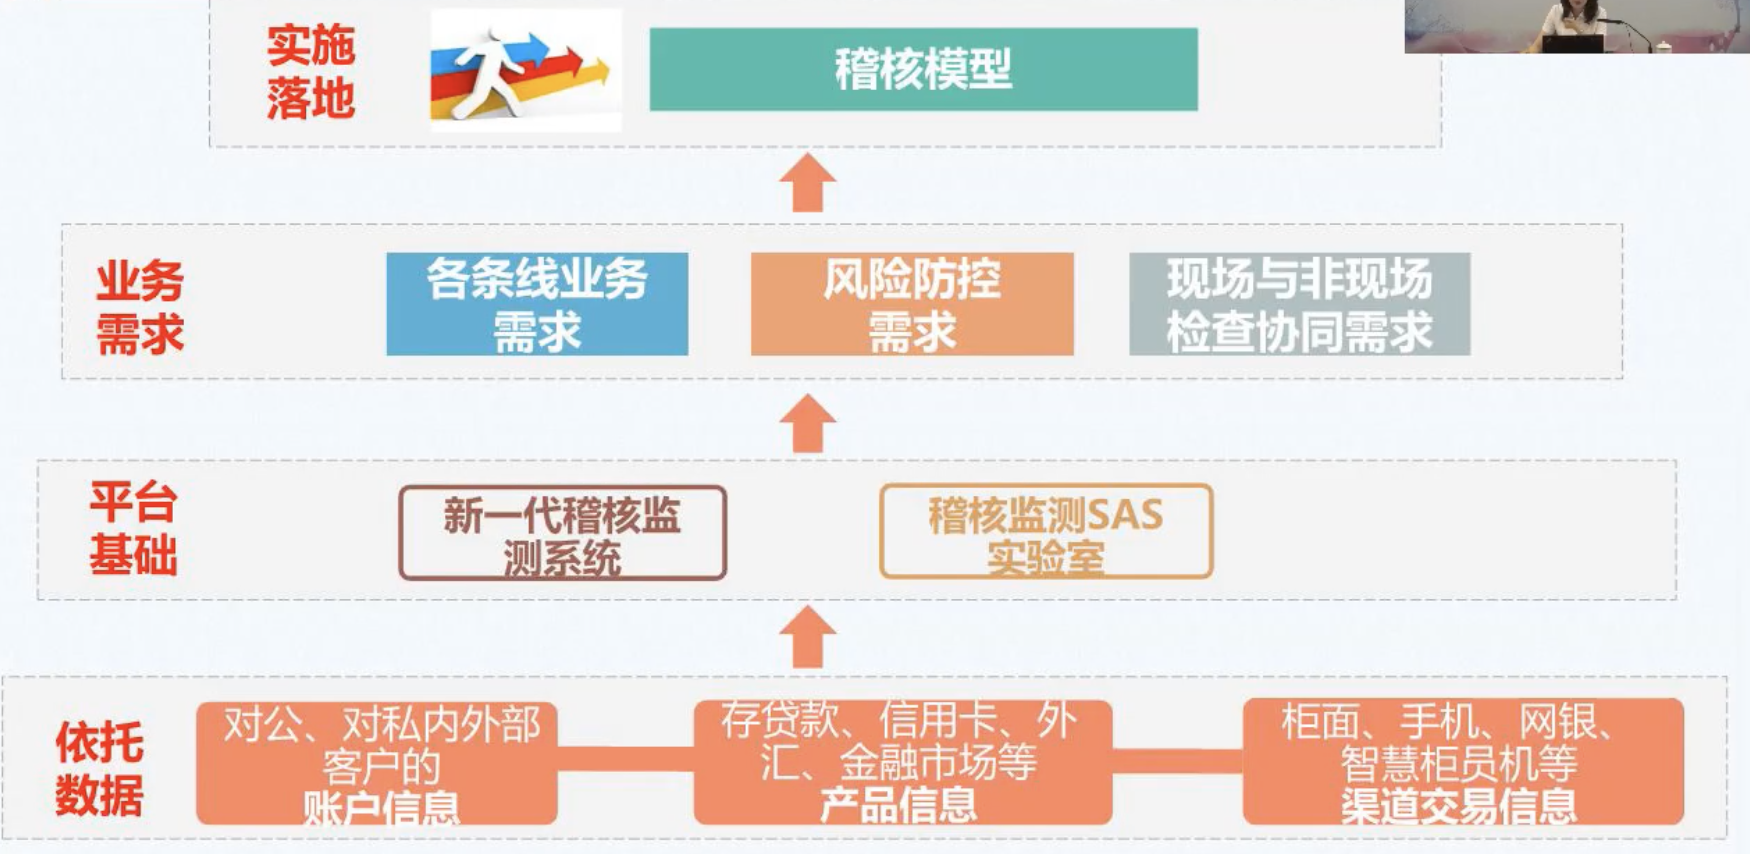 实施
落地
稽核模型
业务
需求
各条线业务
需求
风险防控
需求
现场与非现场
检查协同需求
平台
基础
新一代稽核监
测系统
稽核监测SAS
实验室
依托
数据
对公、对私内外部
客户的
账户信息
存贷款、信用卡、外
汇、金融市场等
产品信息
柜面、手机、网银、
智慧柜员机等
渠道交易信息